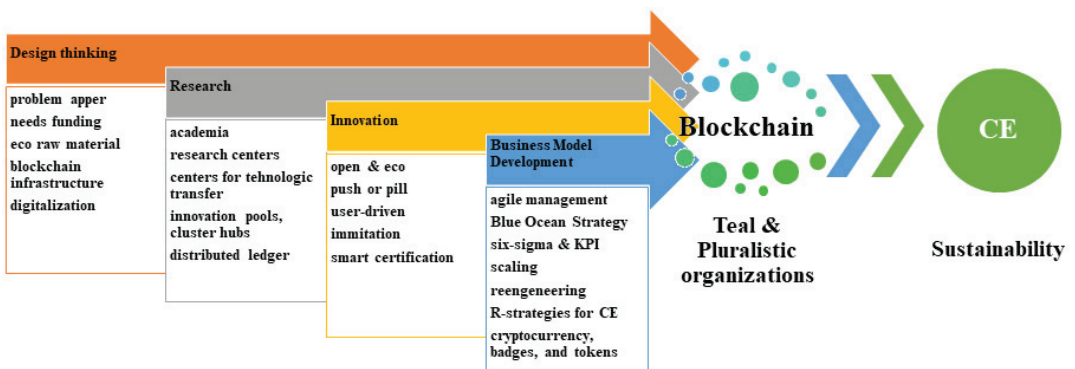 Design thinking
problem apper
needs funding
eco raw material
blockchain
infrastructure
digitalization
Research
academia
research centers
centers for tehnologic
transfer
innovation pools,
cluster hubs
distributed ledger
Innovation
open & eco
push or pill
user-driven
immitation
smart certification
Business Model
Development
agile management
Blue Ocean Strategy
six-sigma & KPI
scaling
reengeneering
R-strategies for CE
cryptocurrency,
badges, and tokens
Blockchain
Teal &
Pluralistic
organizations
CE
Sustainability